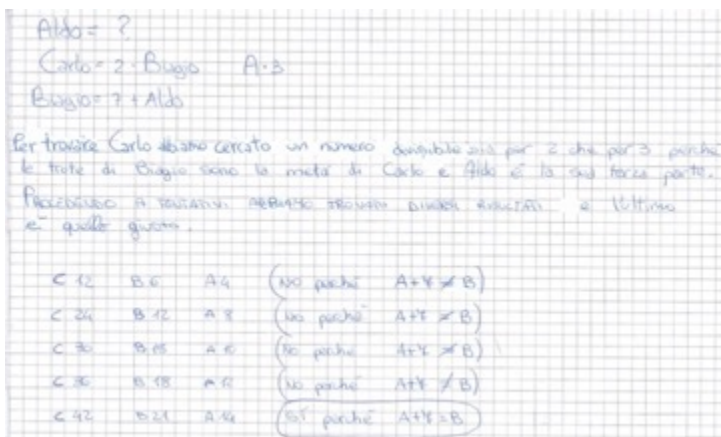 Aldo = ?
Carlo = 2 · Biagio A·3
Biagio = 7 + Aldo
Per trovare Carlo abbiamo cercato un numero divisibile sia per 2 che per 3 perché
le trote di Biagio sono la metà di Carlo e Aldo è la sua terza parte.
PROCEDENDO A TENTATIVI ABBIAMO TROVATO DIVERSI RISULTATI e l'ultimo
è quello giusto.
C 12 B 6 A 4 (NO perché A+7 ≠ B)
C 24 B 12 A 8 (NO perché A+7 ≠ B)
C 30 B 15 A 10 (NO perché A+7 ≠ B)
C 36 B 18 A 12 (NO perché A+7 ≠ B)
C 42 B 21 A 14 (SI perché A+7 = B)